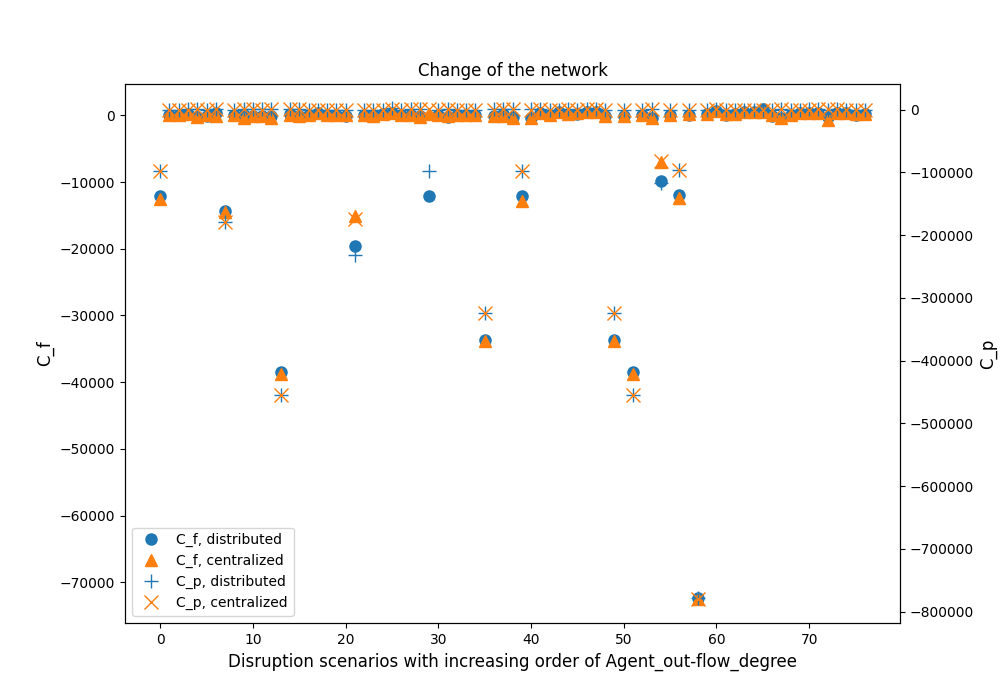 Change of the network
0
−10000
−20000
−30000
−40000
−50000
−60000
−70000
C_f
0
−100000
−200000
−300000
−400000
−500000
−600000
−700000
−800000
C_p
C_f, distributed
C_f, centralized
C_p, distributed
C_p, centralized
0 10 20 30 40 50 60 70
Disruption scenarios with increasing order of Agent_out-flow_degree